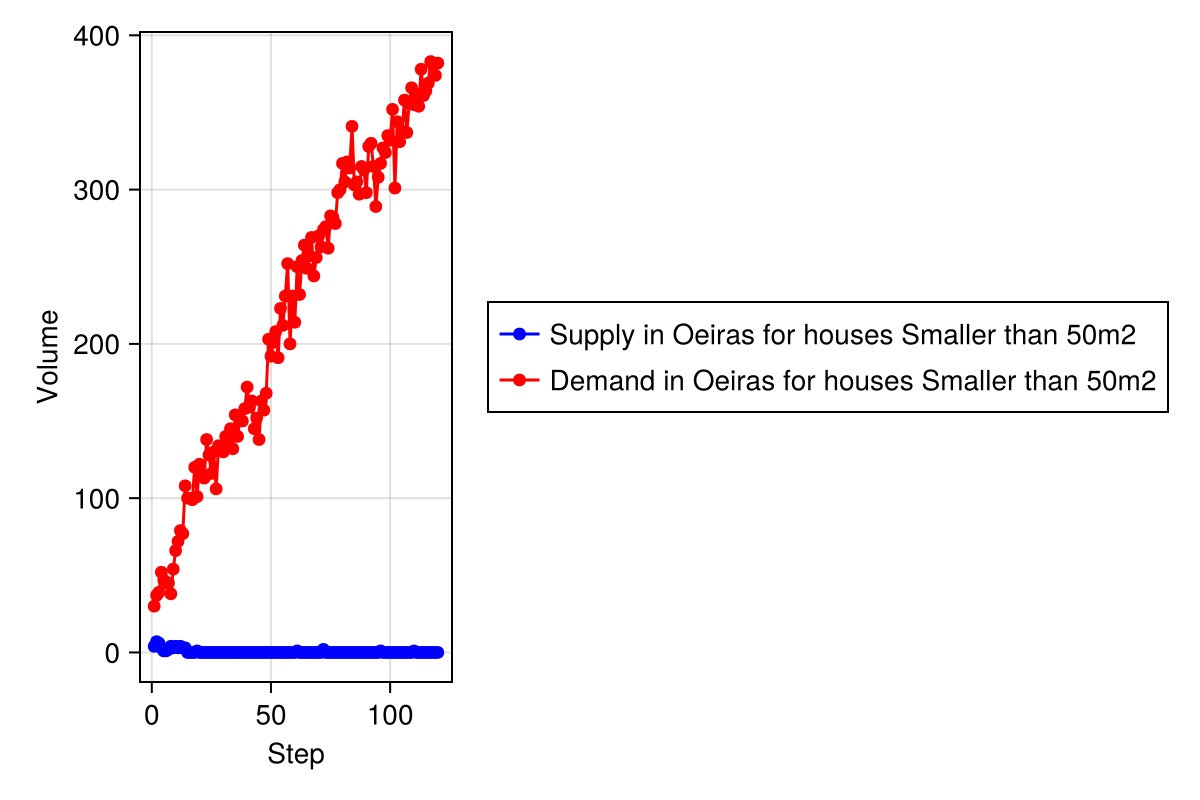 400
300
200
100
0
Volume
0 50 100
Step
Supply in Oeiras for houses Smaller than 50m2
Demand in Oeiras for houses Smaller than 50m2